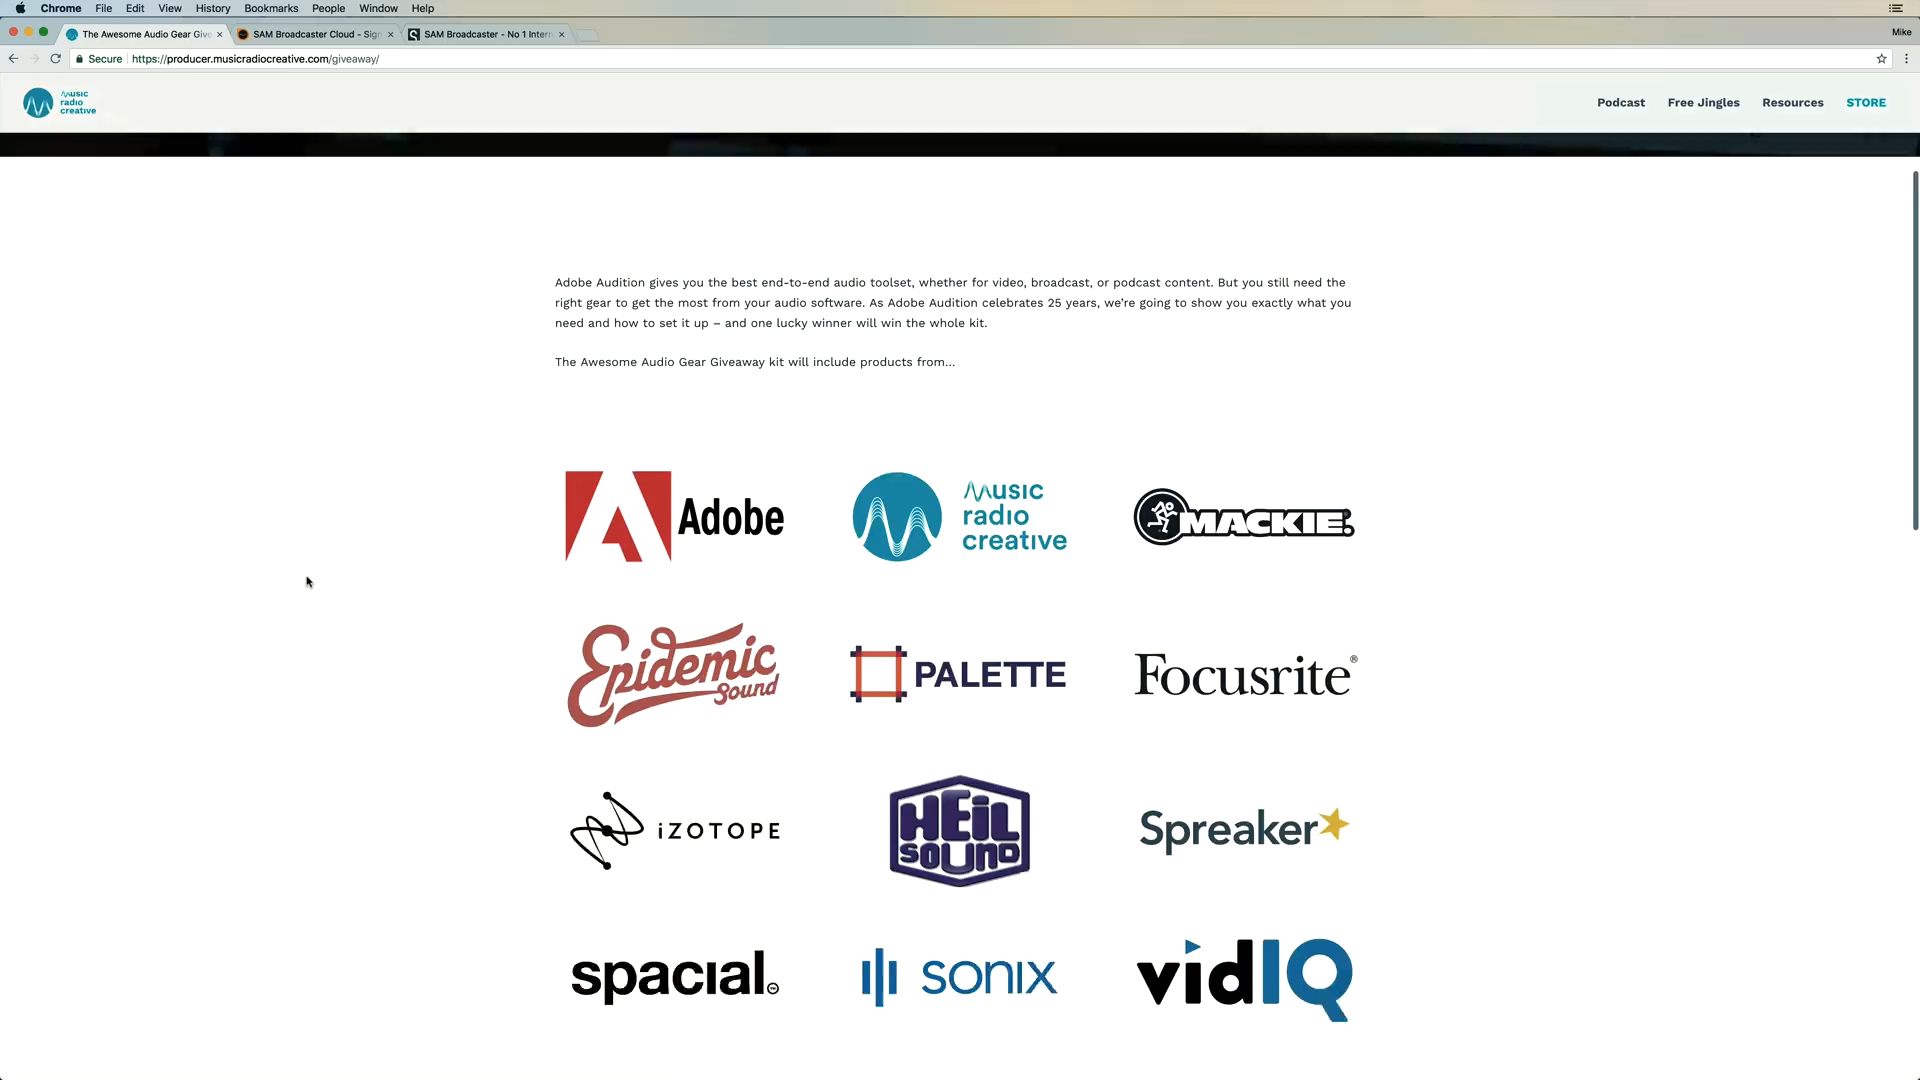 Chrome File Edit View History Bookmarks People Window Help
The Awesome Audio Gear Give
SAM Broadcaster Cloud - Sign
SAM Broadcaster - No 1 Intern
Mike
Secure
https://producer.musicradiocreative.com/giveaway/
music
radio
creative
Podcast Free Jingles Resources STORE
Adobe Audition gives you the best end-to-end audio toolset, whether for video, broadcast, or podcast content. But you still need the
right gear to get the most from your audio software. As Adobe Audition celebrates 25 years, we’re going to show you exactly what you
need and how to set it up – and one lucky winner will win the whole kit.
The Awesome Audio Gear Giveaway kit will include products from...
Adobe
music
radio
creative
MACKIE.
Epidemic
Sound
PALETTE
Focusrite®
iZOTOPE
HEiL
SOUND
Spreaker
spacial.
sonix
vidIQ